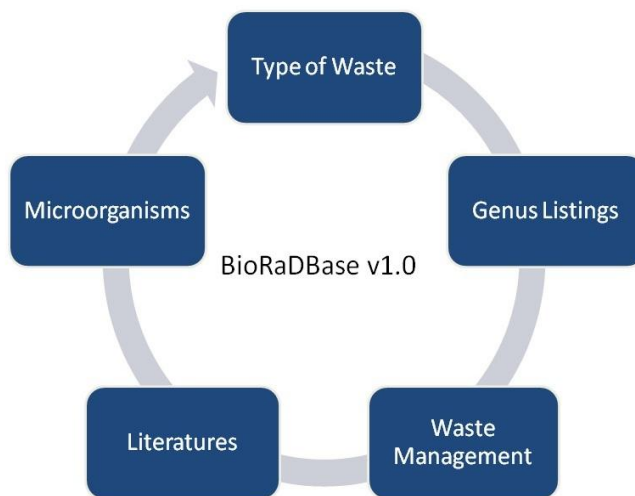 Type of Waste
Microorganisms
Genus Listings
BioRaDBase v1.0
Literatures
Waste
Management